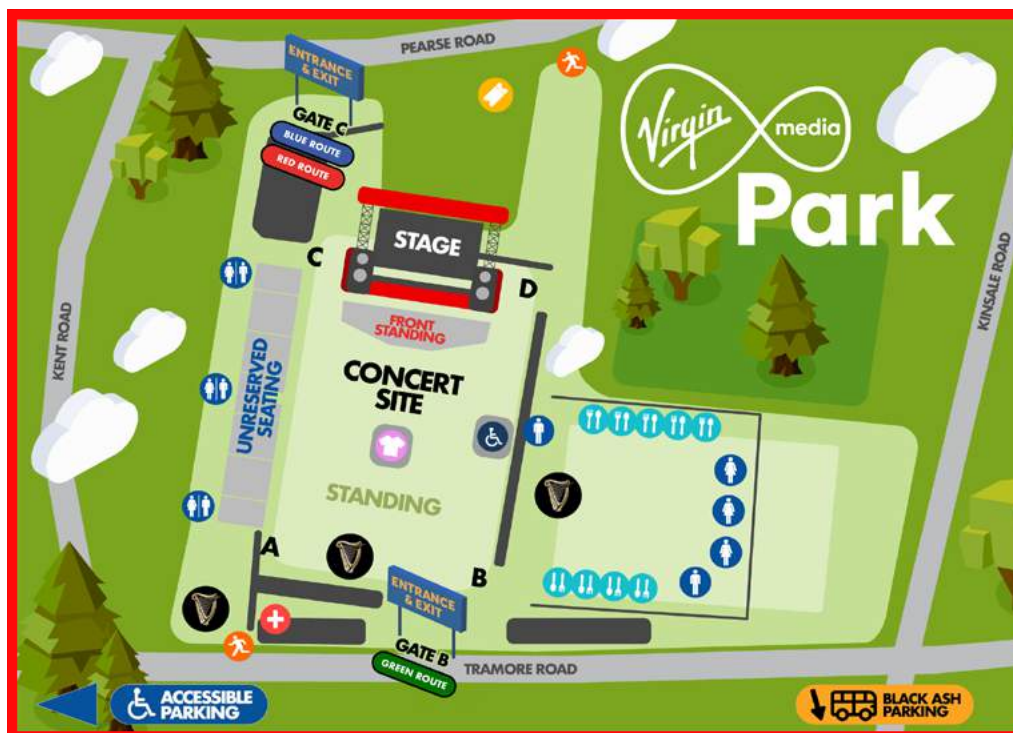 PEARSE ROAD
ENTRANCE
& EXIT
GATE C
BLUE ROUTE
RED ROUTE
Virgin
media
Park
STAGE
C
D
FRONT
STANDING
KENT ROAD
KINSALE ROAD
UNRESERVED
SEATING
CONCERT
SITE
STANDING
A
B
ENTRANCE
& EXIT
GATE B
GREEN ROUTE
TRAMORE ROAD
ACCESSIBLE
PARKING
BLACK ASH
PARKING